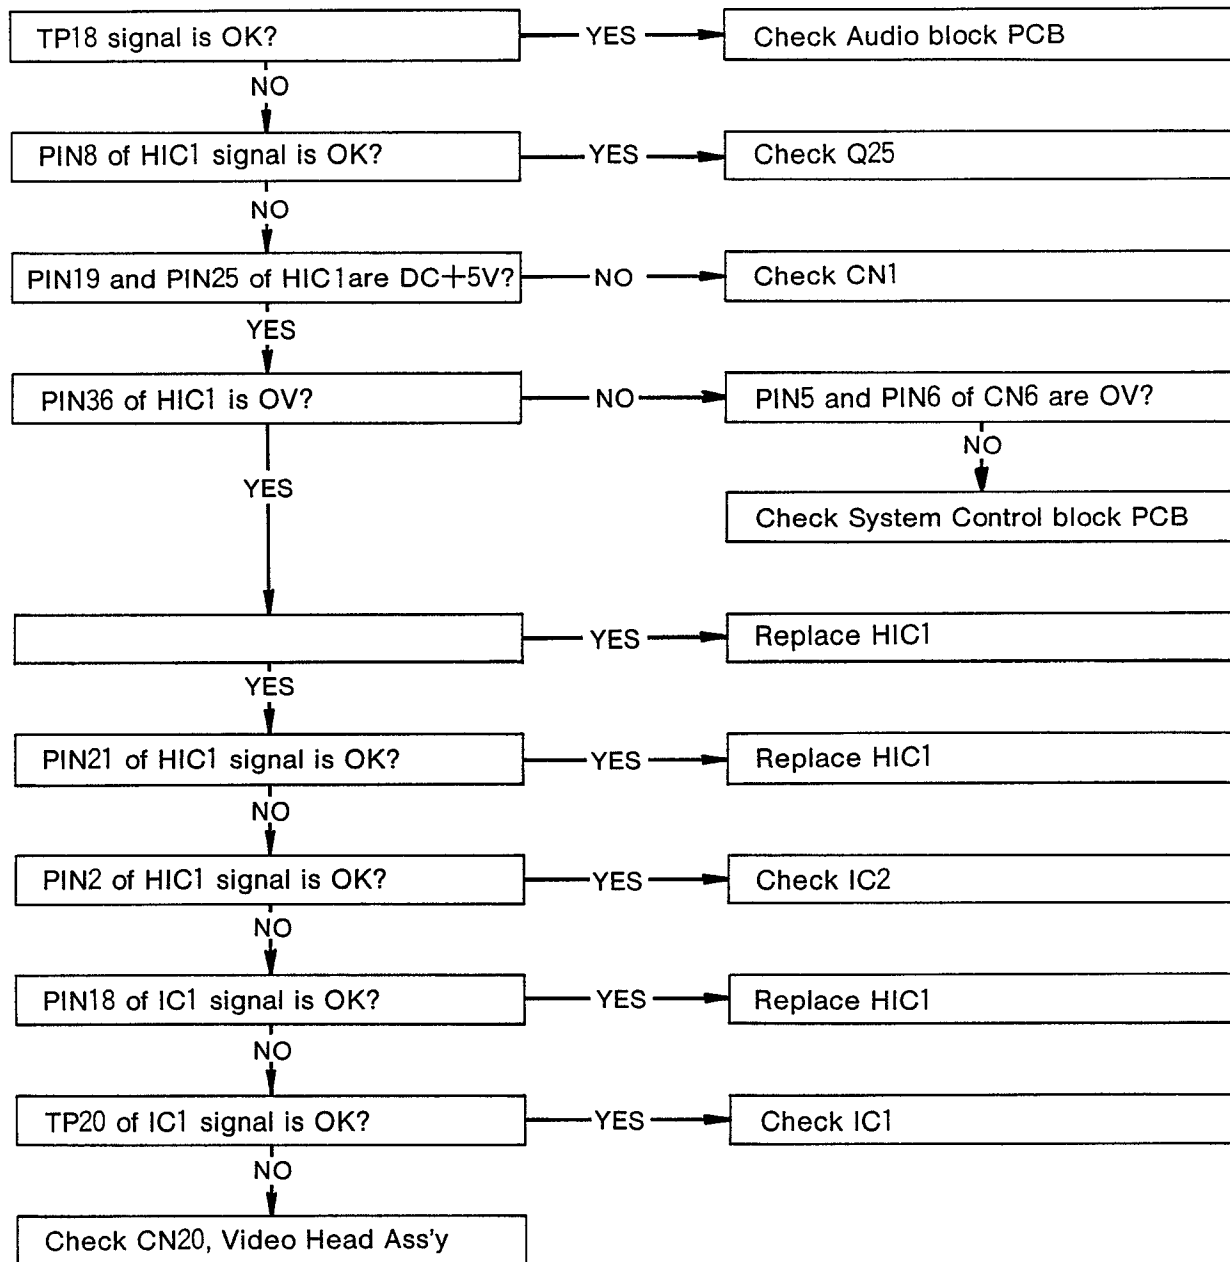 TP18 signal is OK?
YES
Check Audio block PCB
NO
PIN8 of HIC1 signal is OK?
YES
Check Q25
NO
PIN19 and PIN25 of HIC1are DC+5V?
NO
Check CN1
YES
PIN36 of HIC1 is OV?
NO
PIN5 and PIN6 of CN6 are OV?
NO
YES
Check System Control block PCB
YES
Replace HIC1
YES
PIN21 of HIC1 signal is OK?
YES
Replace HIC1
NO
PIN2 of HIC1 signal is OK?
YES
Check IC2
NO
PIN18 of IC1 signal is OK?
YES
Replace HIC1
NO
TP20 of IC1 signal is OK?
YES
Check IC1
NO
Check CN20, Video Head Ass'y